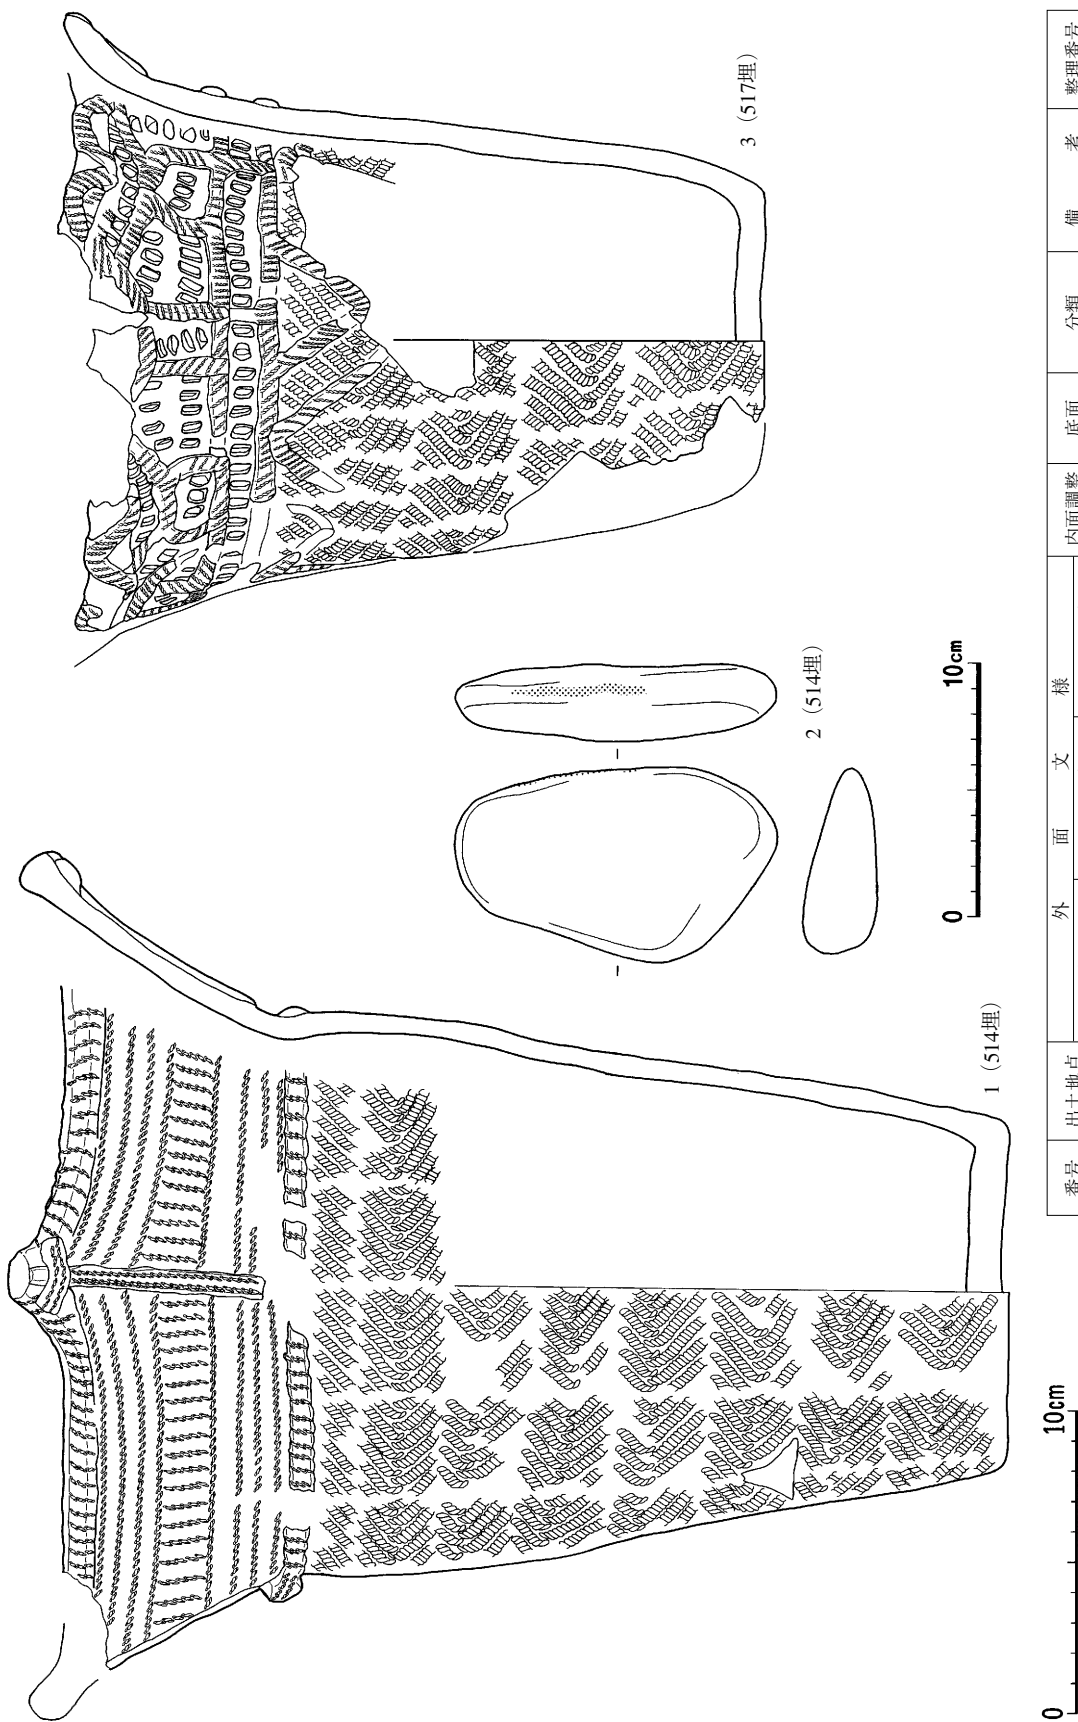 3（517埋）
2（514埋）
0 10cm
1（514埋）
0 10cm
番号 出土地点 外面文様 内面調整 底面 分類 備考 整理番号